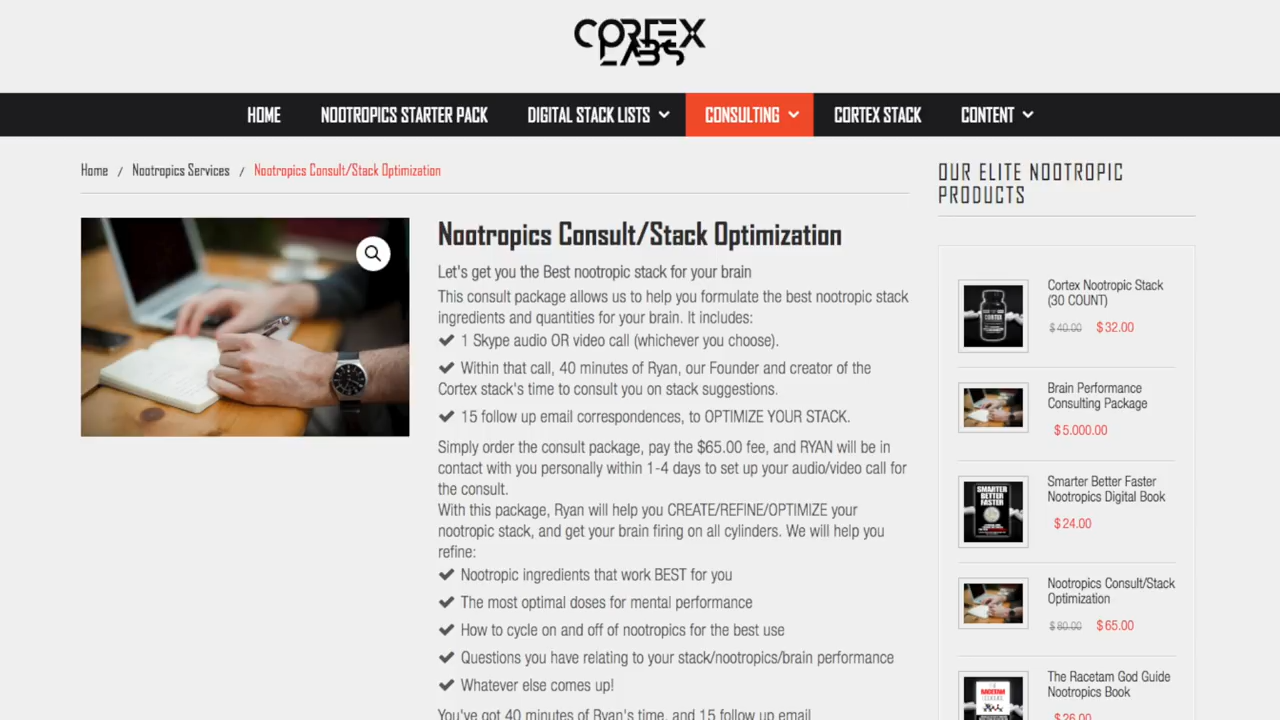 CORTEX
LABS
HOME NOOTROPICS STARTER PACK DIGITAL STACK LISTS CONSULTING CORTEX STACK CONTENT
Home / Nootropics Services / Nootropics Consult/Stack Optimization
Nootropics Consult/Stack Optimization
Let's get you the Best nootropic stack for your brain
This consult package allows us to help you formulate the best nootropic stack
ingredients and quantities for your brain. It includes:
✔ 1 Skype audio OR video call (whichever you choose).
✔ Within that call, 40 minutes of Ryan, our Founder and creator of the
Cortex stack's time to consult you on stack suggestions.
✔ 15 follow up email correspondences, to OPTIMIZE YOUR STACK.
Simply order the consult package, pay the $65.00 fee, and RYAN will be in
contact with you personally within 1-4 days to set up your audio/video call for
the consult.
With this package, Ryan will help you CREATE/REFINE/OPTIMIZE your
nootropic stack, and get your brain firing on all cylinders. We will help you
refine:
✔ Nootropic ingredients that work BEST for you
✔ The most optimal doses for mental performance
✔ How to cycle on and off of nootropics for the best use
✔ Questions you have relating to your stack/nootropics/brain performance
✔ Whatever else comes up!
You've got 40 minutes of Ryan's time, and 15 follow up email
OUR ELITE NOOTROPIC
PRODUCTS
Cortex Nootropic Stack
(30 COUNT)
$40.00 $32.00
Brain Performance
Consulting Package
$5.000.00
SMARTER
BETTER
FASTER
Smarter Better Faster
Nootropics Digital Book
$24.00
Nootropics Consult/Stack
Optimization
$80.00 $65.00
The Racetam God Guide
Nootropics Book
$26.00